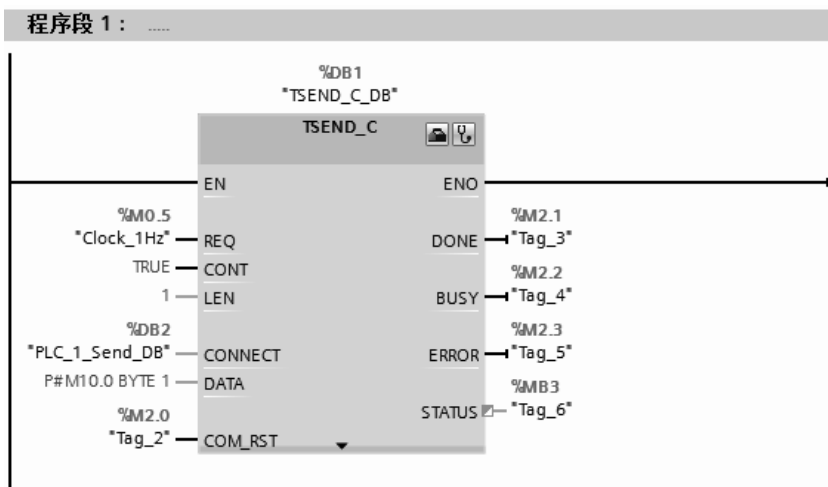 程序段 1： .....
%DB1
"TSEND_C_DB"
TSEND_C
EN
ENO
%M0.5
"Clock_1Hz"
REQ
%M2.1
DONE
"Tag_3"
TRUE
CONT
1
LEN
%M2.2
BUSY
"Tag_4"
%DB2
"PLC_1_Send_DB"
CONNECT
%M2.3
ERROR
"Tag_5"
P#M10.0 BYTE 1
DATA
%MB3
STATUS
"Tag_6"
%M2.0
"Tag_2"
COM_RST